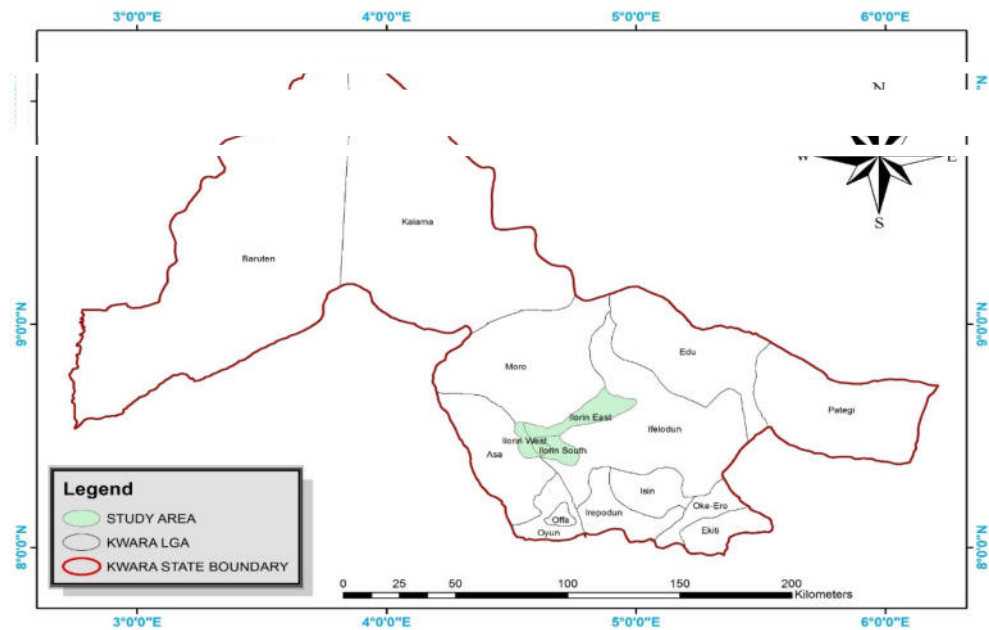 3°0'0"E 4°0'0"E 5°0'0"E 6°0'0"E
N
E
S
Kaiama
Baruten
9°0'0"N 9°0'0"N
Edu
Moro
Pategi
Ilorin East
Ifelodun
Ilorin West
Ilorin South
Asa
Isin
Oke-Ero
Irepodun
Offa
Ekiti
Oyun
8°0'0"N 8°0'0"N
Legend
STUDY AREA
KWARA LGA
KWARA STATE BOUNDARY
0 25 50 100 150 200
Kilometers
3°0'0"E 4°0'0"E 5°0'0"E 6°0'0"E